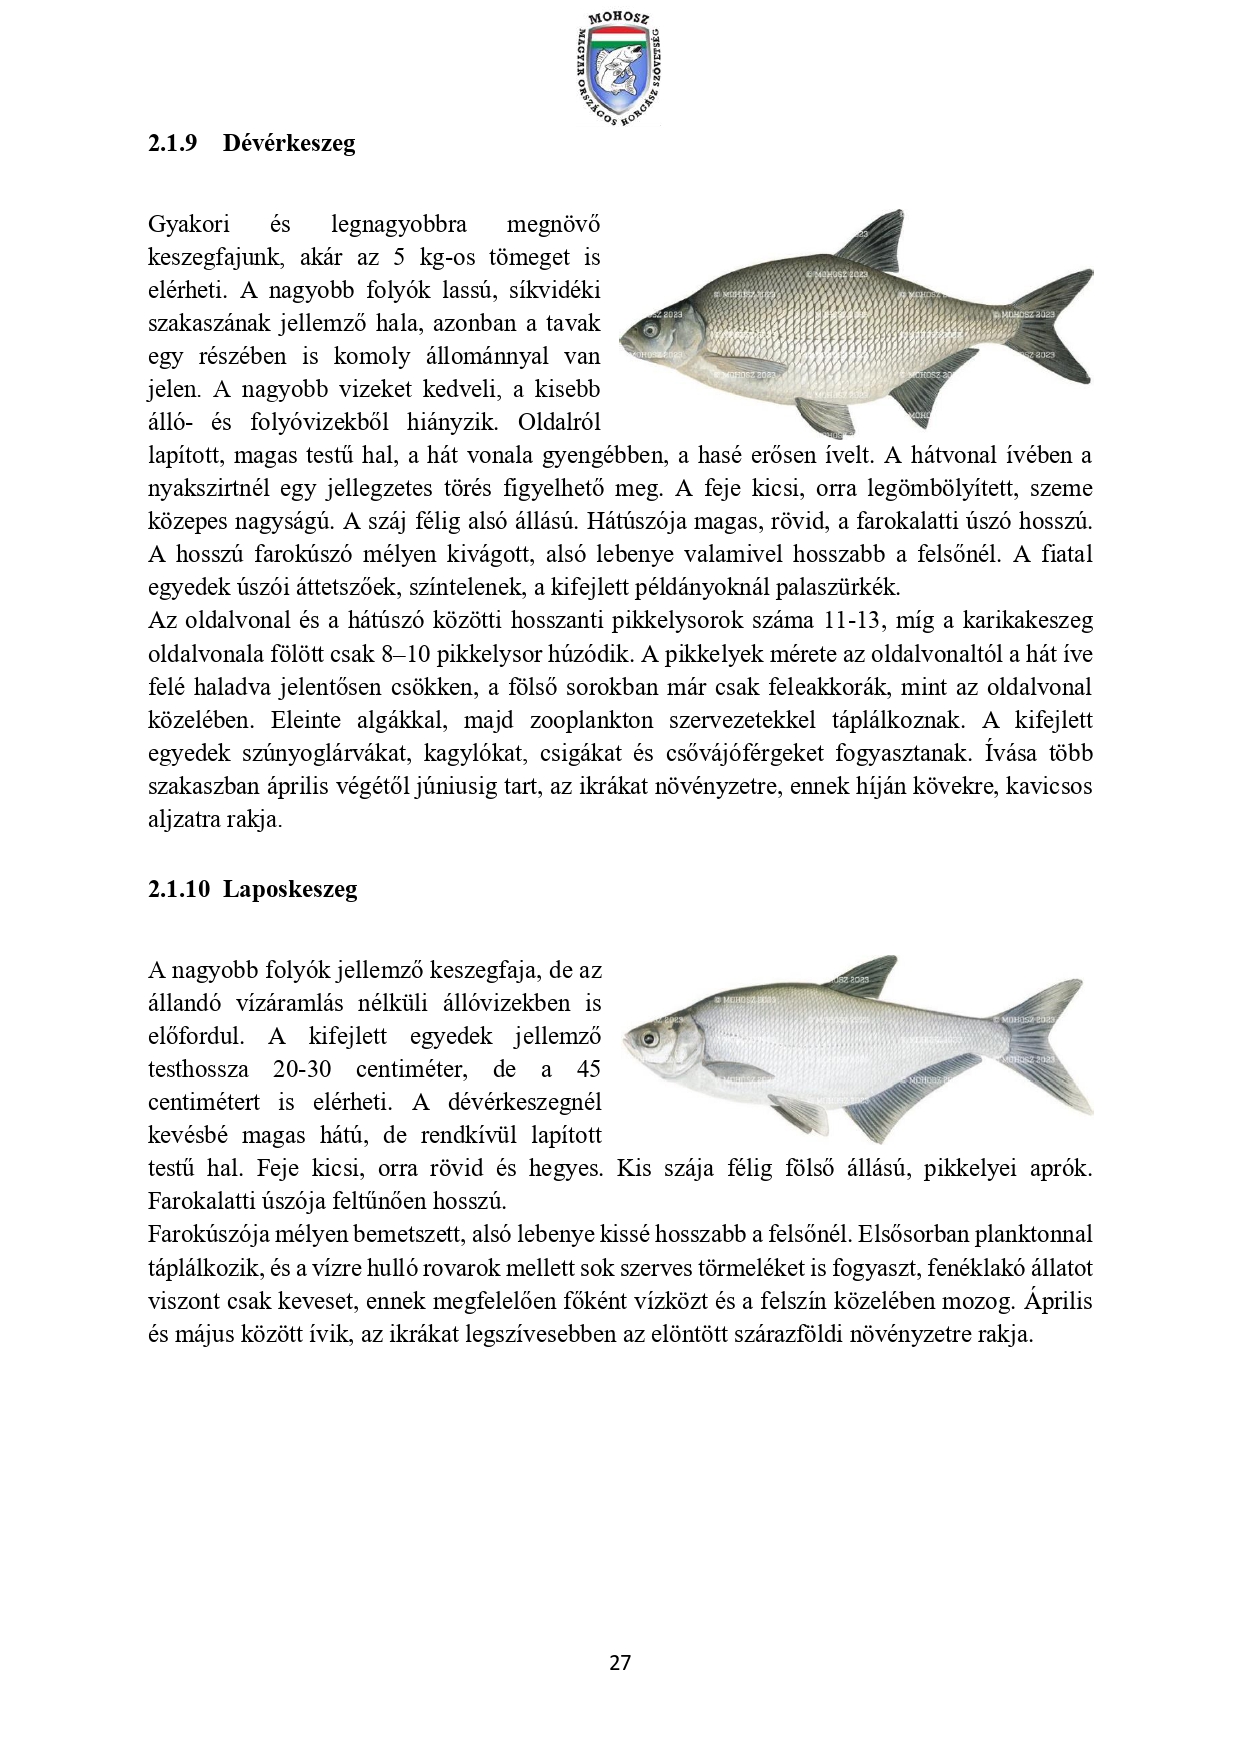 MOHOSZ
MAGYAR ORSZÁGOS HORGÁSZ SZÖVETSÉG
2.1.9 Dévérkeszeg
Gyakori és legnagyobbra megnövő
keszegfajunk, akár az 5 kg-os tömeget is
elérheti. A nagyobb folyók lassú, síkvidéki
szakaszának jellemző hala, azonban a tavak
egy részében is komoly állománnyal van
jelen. A nagyobb vizeket kedveli, a kisebb
álló- és folyóvizekből hiányzik. Oldalról
lapított, magas testű hal, a hát vonala gyengébben, a hasé erősen ívelt. A hátvonal ívében a
nyakszirtnél egy jellegzetes törés figyelhető meg. A feje kicsi, orra legömbölyített, szeme
közepes nagyságú. A száj félig alsó állású. Hátúszója magas, rövid, a farokalatti úszó hosszú.
A hosszú farokúszó mélyen kivágott, alsó lebenye valamivel hosszabb a felsőnél. A fiatal
egyedek úszói áttetszőek, színtelenek, a kifejlett példányoknál palaszürkék.
Az oldalvonal és a hátúszó közötti hosszanti pikkelysorok száma 11-13, míg a karikakeszeg
oldalvonala fölött csak 8–10 pikkelysor húzódik. A pikkelyek mérete az oldalvonaltól a hát íve
felé haladva jelentősen csökken, a fölső sorokban már csak feleakkorák, mint az oldalvonal
közelében. Eleinte algákkal, majd zooplankton szervezetekkel táplálkoznak. A kifejlett
egyedek szúnyoglárvákat, kagylókat, csigákat és csővájóférgeket fogyasztanak. Ívása több
szakaszban április végétől júniusig tart, az ikrákat növényzetre, ennek híján kövekre, kavicsos
aljzatra rakja.
2.1.10 Laposkeszeg
A nagyobb folyók jellemző keszegfaja, de az
állandó vízáramlás nélküli állóvizekben is
előfordul. A kifejlett egyedek jellemző
testhossza 20-30 centiméter, de a 45
centimétert is elérheti. A dévérkeszegnél
kevésbé magas hátú, de rendkívül lapított
testű hal. Feje kicsi, orra rövid és hegyes. Kis szája félig fölső állású, pikkelyei aprók.
Farokalatti úszója feltűnően hosszú.
Farokúszója mélyen bemetszett, alsó lebenye kissé hosszabb a felsőnél. Elsősorban planktonnal
táplálkozik, és a vízre hulló rovarok mellett sok szerves törmeléket is fogyaszt, fenéklakó állatot
viszont csak keveset, ennek megfelelően főként vízközt és a felszín közelében mozog. Április
és május között ívik, az ikrákat legszívesebben az elöntött szárazföldi növényzetre rakja.
27